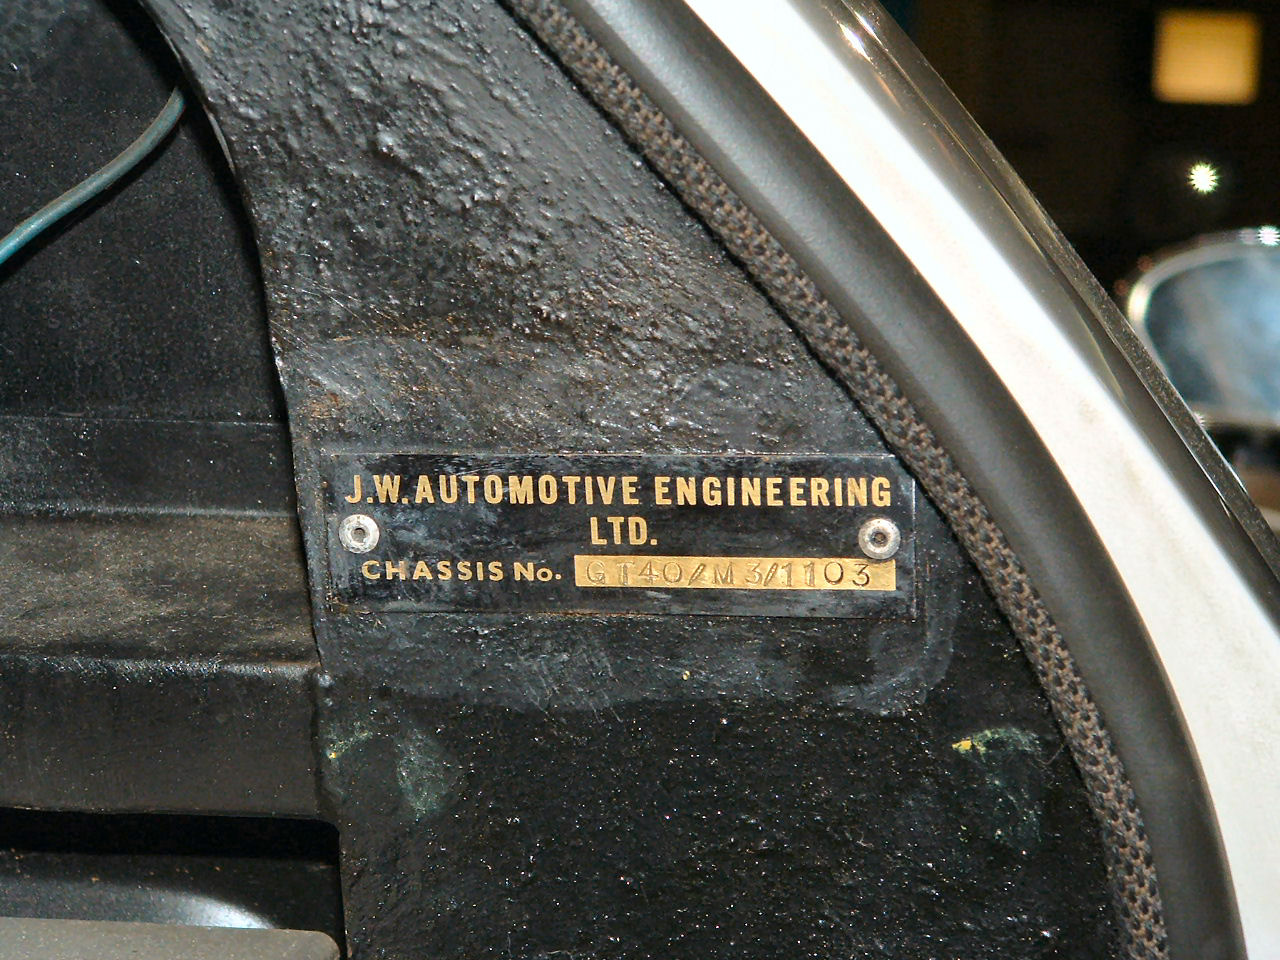 J.W. AUTOMOTIVE ENGINEERING
LTD.
CHASSIS No. GT40/M3/1103